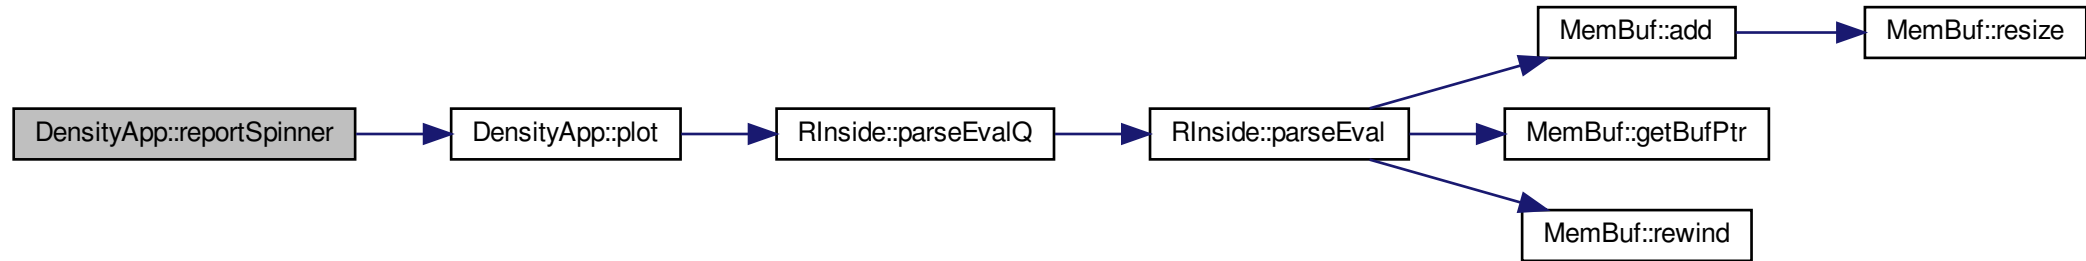 MemBuf::add
MemBuf::resize
DensityApp::reportSpinner
DensityApp::plot
RInside::parseEvalQ
RInside::parseEval
MemBuf::getBufPtr
MemBuf::rewind